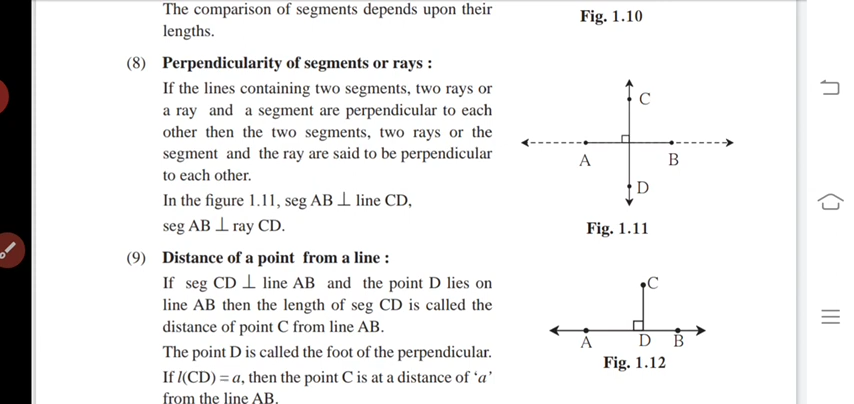 The comparison of segments depends upon their
lengths.
Fig. 1.10
(8) Perpendicularity of segments or rays :
If the lines containing two segments, two rays or
a ray and a segment are perpendicular to each
other then the two segments, two rays or the
segment and the ray are said to be perpendicular
to each other.
In the figure 1.11, seg AB ⊥ line CD,
seg AB ⊥ ray CD.
C
A
B
D
Fig. 1.11
(9) Distance of a point from a line :
If seg CD ⊥ line AB and the point D lies on
line AB then the length of seg CD is called the
distance of point C from line AB.
The point D is called the foot of the perpendicular.
If l(CD) = a, then the point C is at a distance of ‘a’
from the line AB.
C
A D B
Fig. 1.12